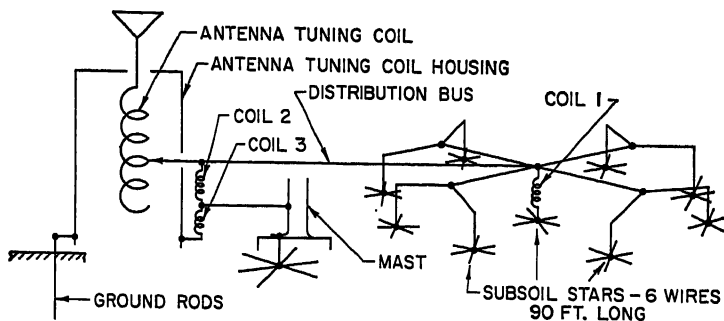 ANTENNA TUNING COIL
ANTENNA TUNING COIL HOUSING
DISTRIBUTION BUS
COIL 1
COIL 2
COIL 3
MAST
GROUND RODS
SUBSOIL STARS – 6 WIRES
90 FT. LONG